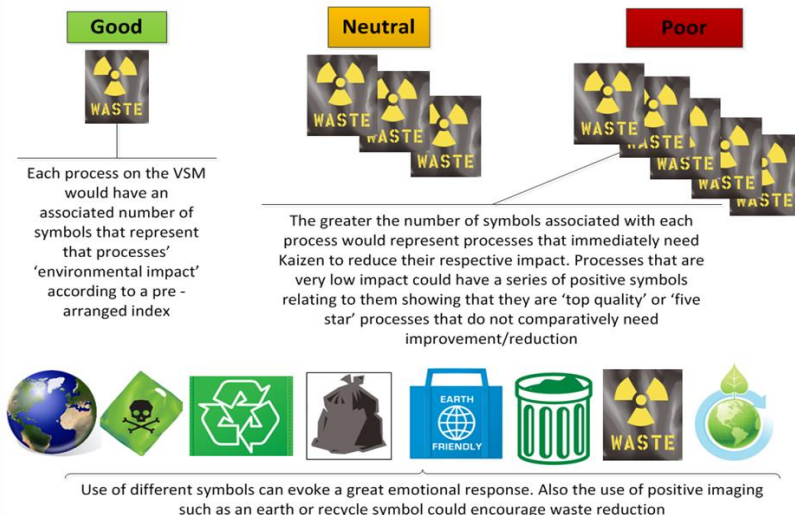 Good
Neutral
Poor
WASTE
WASTE
WASTE
WASTE
WASTE
WASTE
WASTE
WASTE
WASTE
Each process on the VSM
would have an
associated number of
symbols that represent
that processes'
'environmental impact'
according to a pre -
arranged index
The greater the number of symbols associated with each
process would represent processes that immediately need
Kaizen to reduce their respective impact. Processes that are
very low impact could have a series of positive symbols
relating to them showing that they are 'top quality' or 'five
star' processes that do not comparatively need
improvement/reduction
EARTH
FRIENDLY
WASTE
Use of different symbols can evoke a great emotional response. Also the use of positive imaging
such as an earth or recycle symbol could encourage waste reduction